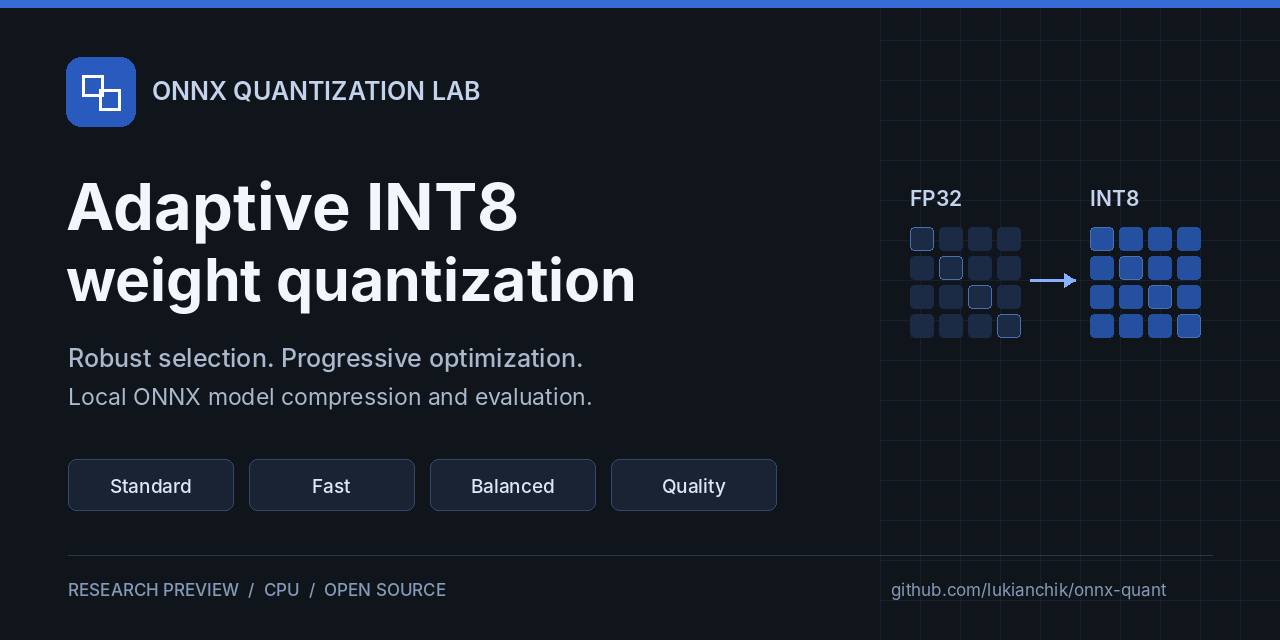 ONNX QUANTIZATION LAB
Adaptive INT8
weight quantization
Robust selection. Progressive optimization.
Local ONNX model compression and evaluation.
Standard
Fast
Balanced
Quality
FP32
INT8
RESEARCH PREVIEW / CPU / OPEN SOURCE
github.com/lukianchik/onnx-quant